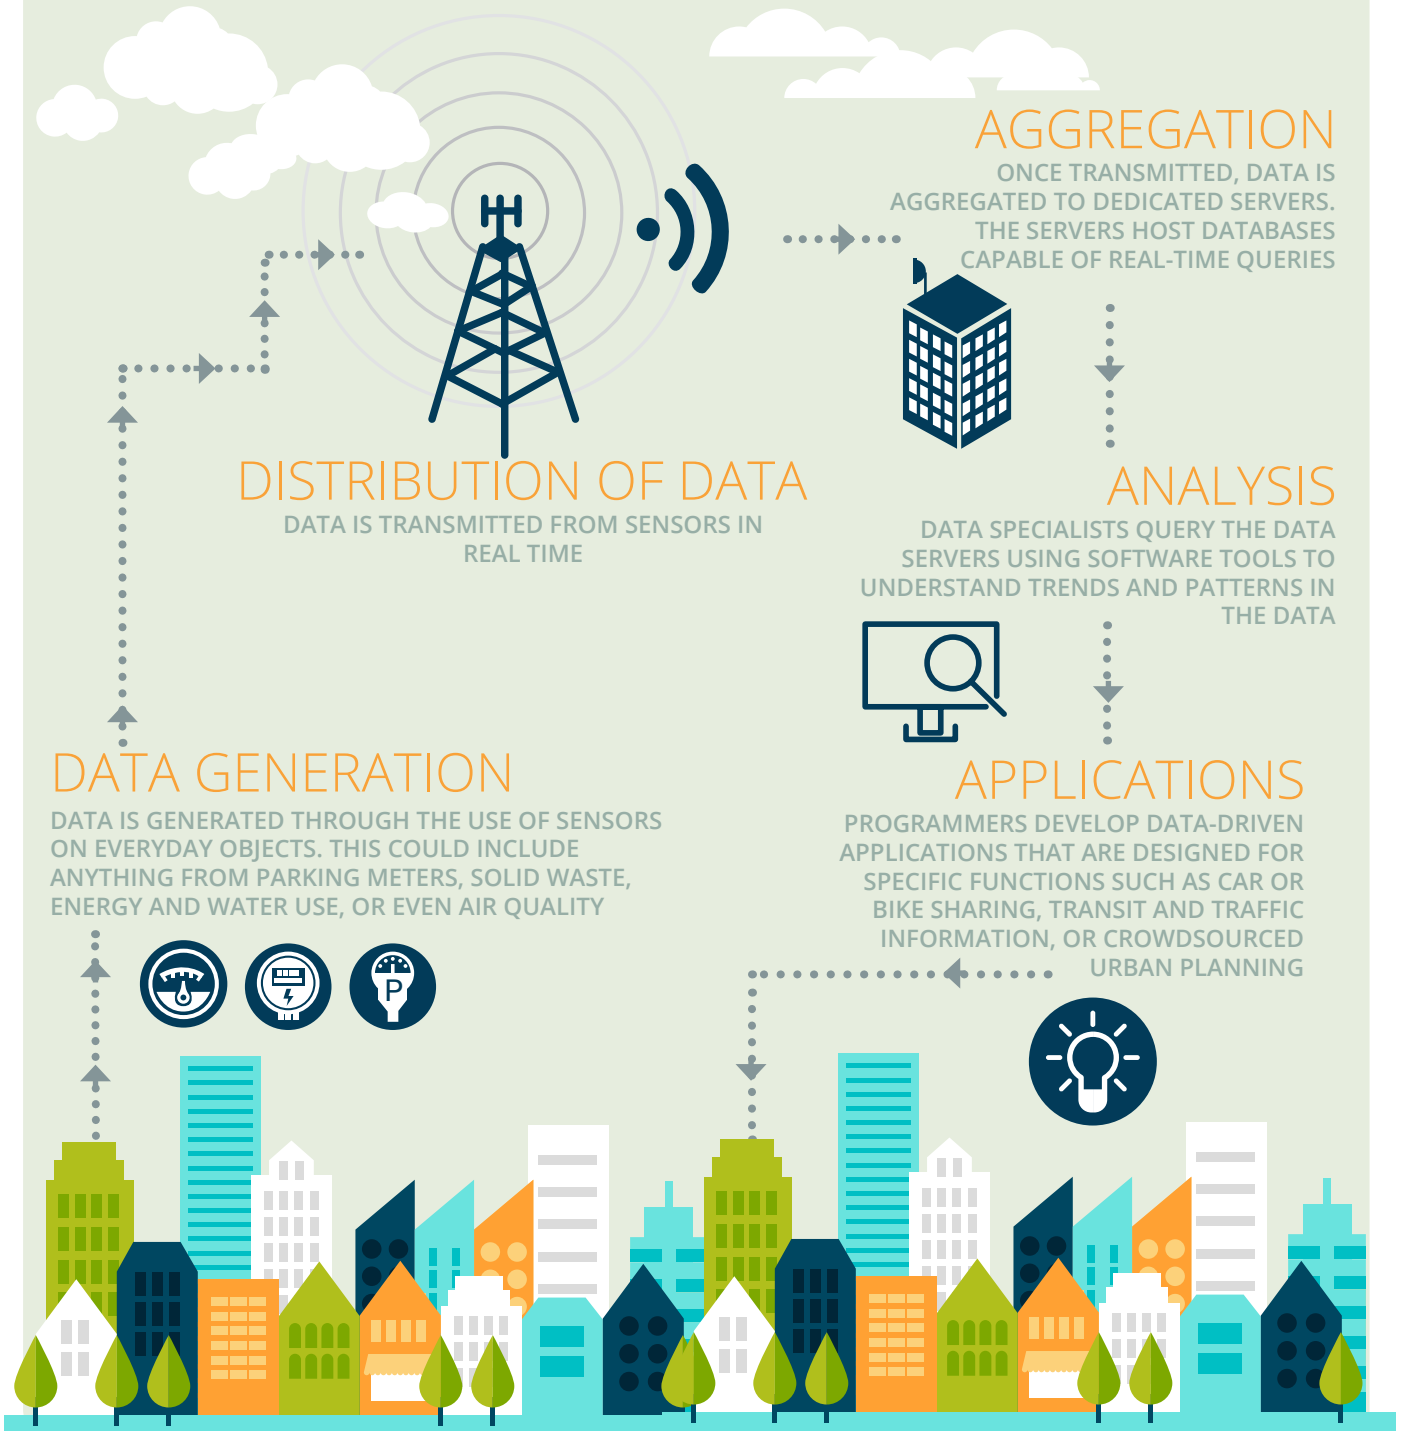 AGGREGATION
ONCE TRANSMITTED, DATA IS
AGGREGATED TO DEDICATED SERVERS.
THE SERVERS HOST DATABASES
CAPABLE OF REAL-TIME QUERIES
DISTRIBUTION OF DATA
DATA IS TRANSMITTED FROM SENSORS IN
REAL TIME
ANALYSIS
DATA SPECIALISTS QUERY THE DATA
SERVERS USING SOFTWARE TOOLS TO
UNDERSTAND TRENDS AND PATTERNS IN
THE DATA
DATA GENERATION
DATA IS GENERATED THROUGH THE USE OF SENSORS
ON EVERYDAY OBJECTS. THIS COULD INCLUDE
ANYTHING FROM PARKING METERS, SOLID WASTE,
ENERGY AND WATER USE, OR EVEN AIR QUALITY
P
APPLICATIONS
PROGRAMMERS DEVELOP DATA-DRIVEN
APPLICATIONS THAT ARE DESIGNED FOR
SPECIFIC FUNCTIONS SUCH AS CAR OR
BIKE SHARING, TRANSIT AND TRAFFIC
INFORMATION, OR CROWDSOURCED
URBAN PLANNING